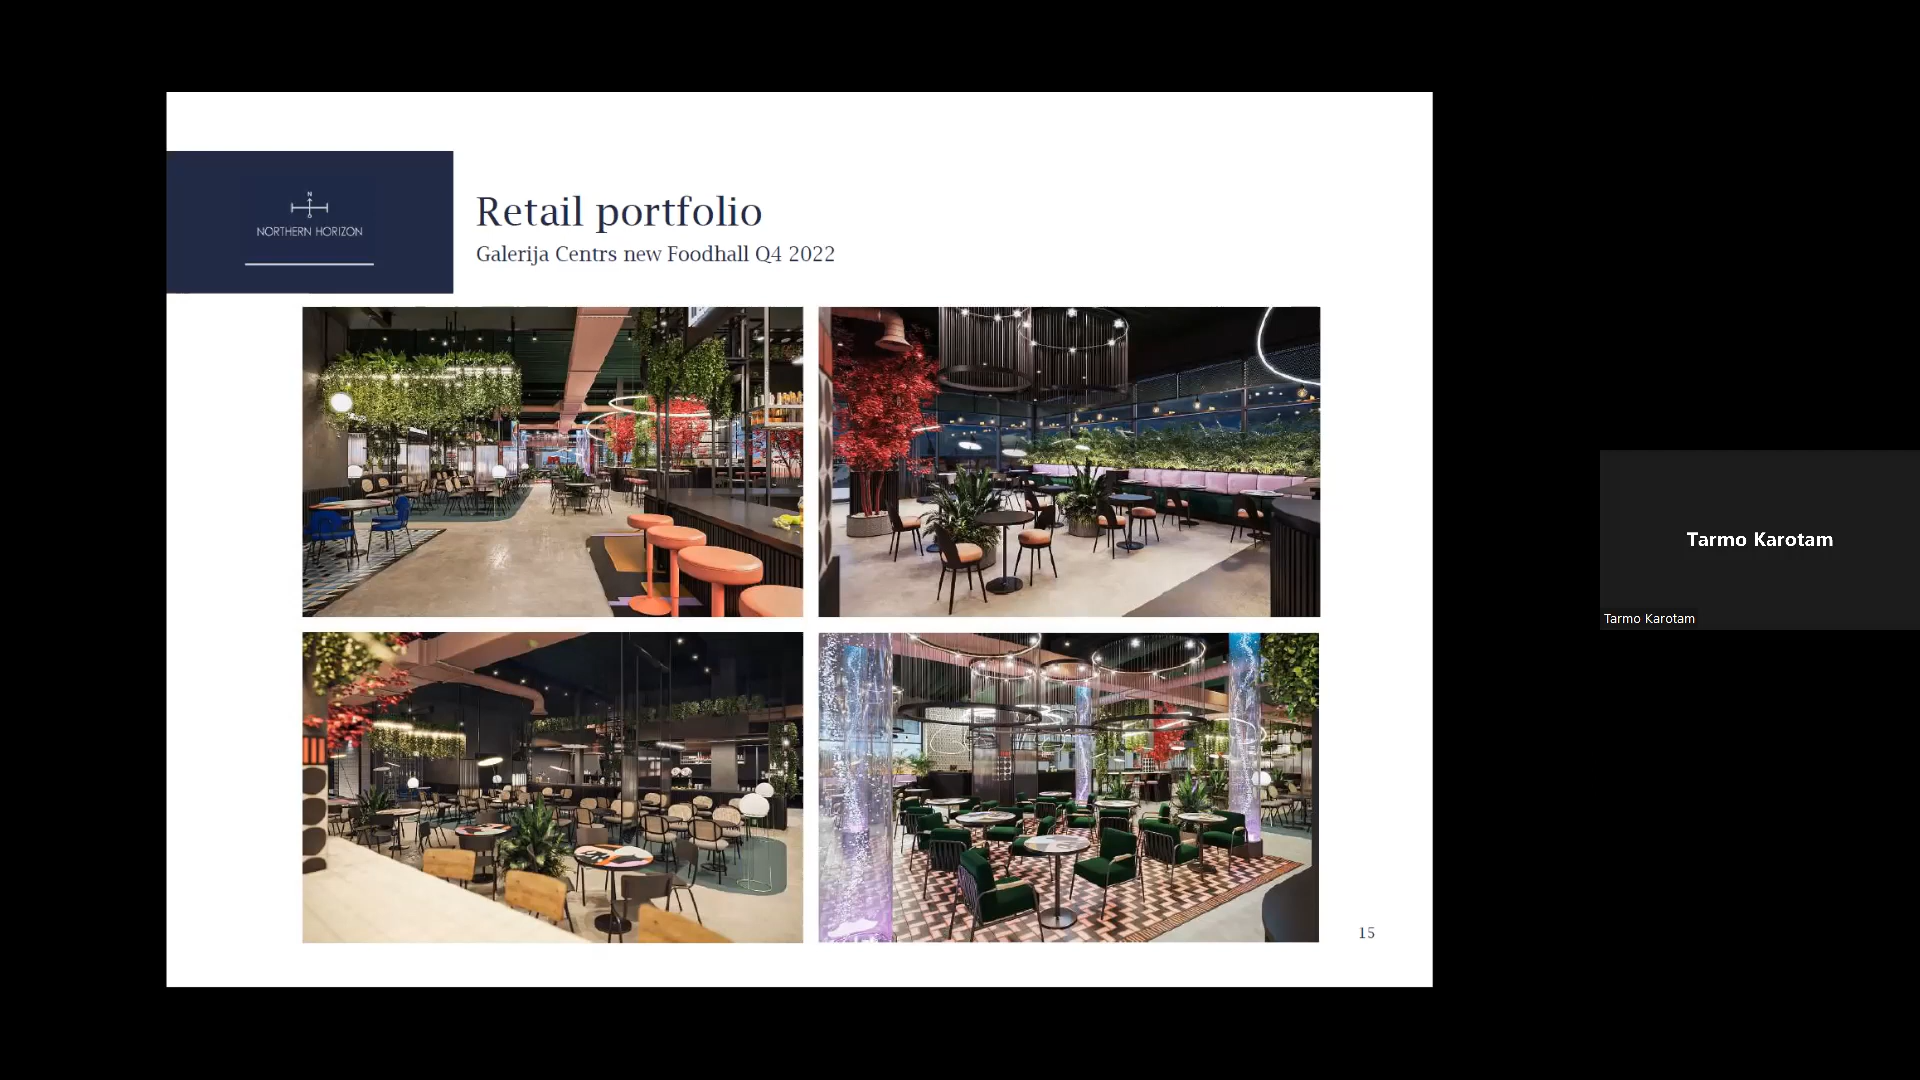 N
NORTHERN HORIZON
Retail portfolio
Galerija Centrs new Foodhall Q4 2022
15
Tarmo Karotam
Tarmo Karotam